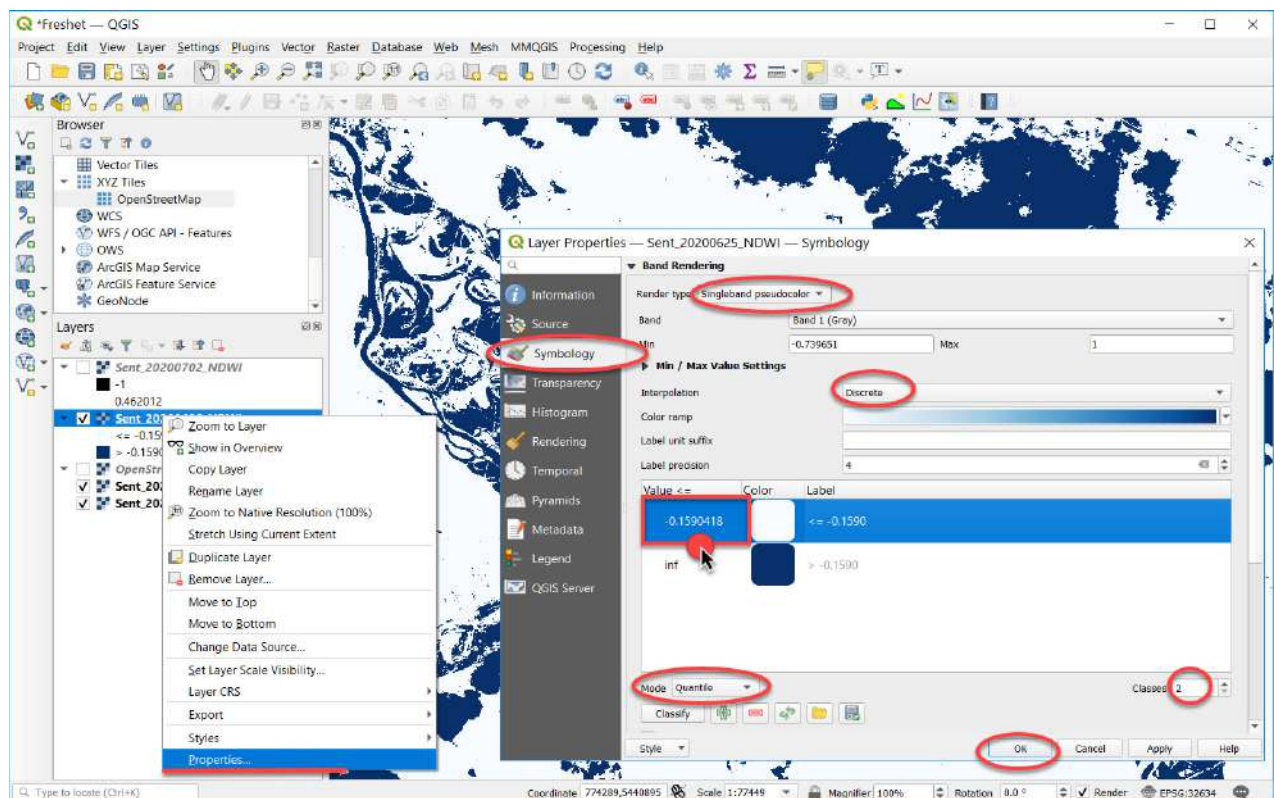 *Freshet — QGIS
Project Edit View Layer Settings Plugins Vector Raster Database Web Mesh MMQGIS Processing Help
Browser
Vector Tiles
XYZ Tiles
OpenStreetMap
WCS
WFS / OGC API - Features
OWS
ArcGIS Map Service
ArcGIS Feature Service
GeoNode
Layers
Sent_20200702_NDWI
-1
0.462012
<= -0.15
> -0.1590
OpenStr
Sent_20
Sent_20
Zoom to Layer
Show in Overview
Copy Layer
Rename Layer
Zoom to Native Resolution (100%)
Stretch Using Current Extent
Duplicate Layer
Remove Layer...
Move to Top
Move to Bottom
Change Data Source...
Set Layer Scale Visibility...
Layer CRS
Export
Styles
Properties...
Layer Properties — Sent_20200625_NDWI — Symbology
Information
Source
Symbology
Transparency
Histogram
Rendering
Temporal
Pyramids
Metadata
Legend
QGIS Server
Band Rendering
Render type Singleband pseudocolor
Band Band 1 (Gray)
Min -0.739651 Max 1
Min / Max Value Settings
Interpolation Discrete
Color ramp
Label unit suffix
Label precision 4
Value <= Color Label
-0.1590418 <= -0.1590
inf > -0.1590
Mode Quantile Classes 2
Classify
Style OK Cancel Apply Help
Type to locate (Ctrl+K) Coordinate 774289,5440895 Scale 1:77449 Magnifier 100% Rotation 0.0 ° Render EPSG:32634